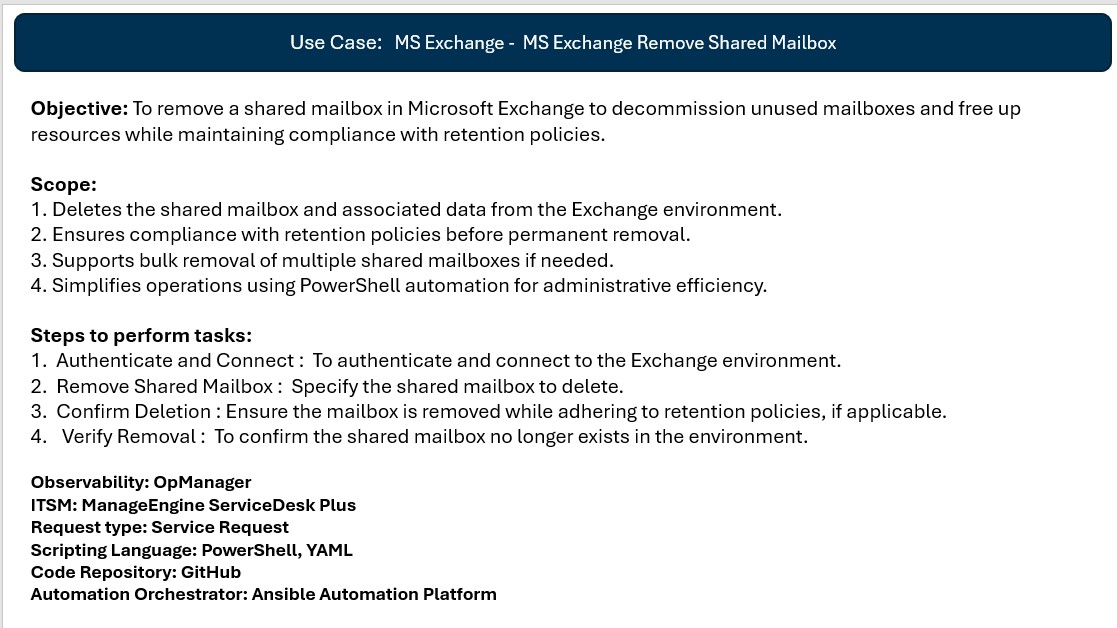 Use Case: MS Exchange - MS Exchange Remove Shared Mailbox
Objective: To remove a shared mailbox in Microsoft Exchange to decommission unused mailboxes and free up
resources while maintaining compliance with retention policies.
Scope:
1. Deletes the shared mailbox and associated data from the Exchange environment.
2. Ensures compliance with retention policies before permanent removal.
3. Supports bulk removal of multiple shared mailboxes if needed.
4. Simplifies operations using PowerShell automation for administrative efficiency.
Steps to perform tasks:
1. Authenticate and Connect : To authenticate and connect to the Exchange environment.
2. Remove Shared Mailbox : Specify the shared mailbox to delete.
3. Confirm Deletion : Ensure the mailbox is removed while adhering to retention policies, if applicable.
4. Verify Removal : To confirm the shared mailbox no longer exists in the environment.
Observability: OpManager
ITSM: ManageEngine ServiceDesk Plus
Request type: Service Request
Scripting Language: PowerShell, YAML
Code Repository: GitHub
Automation Orchestrator: Ansible Automation Platform